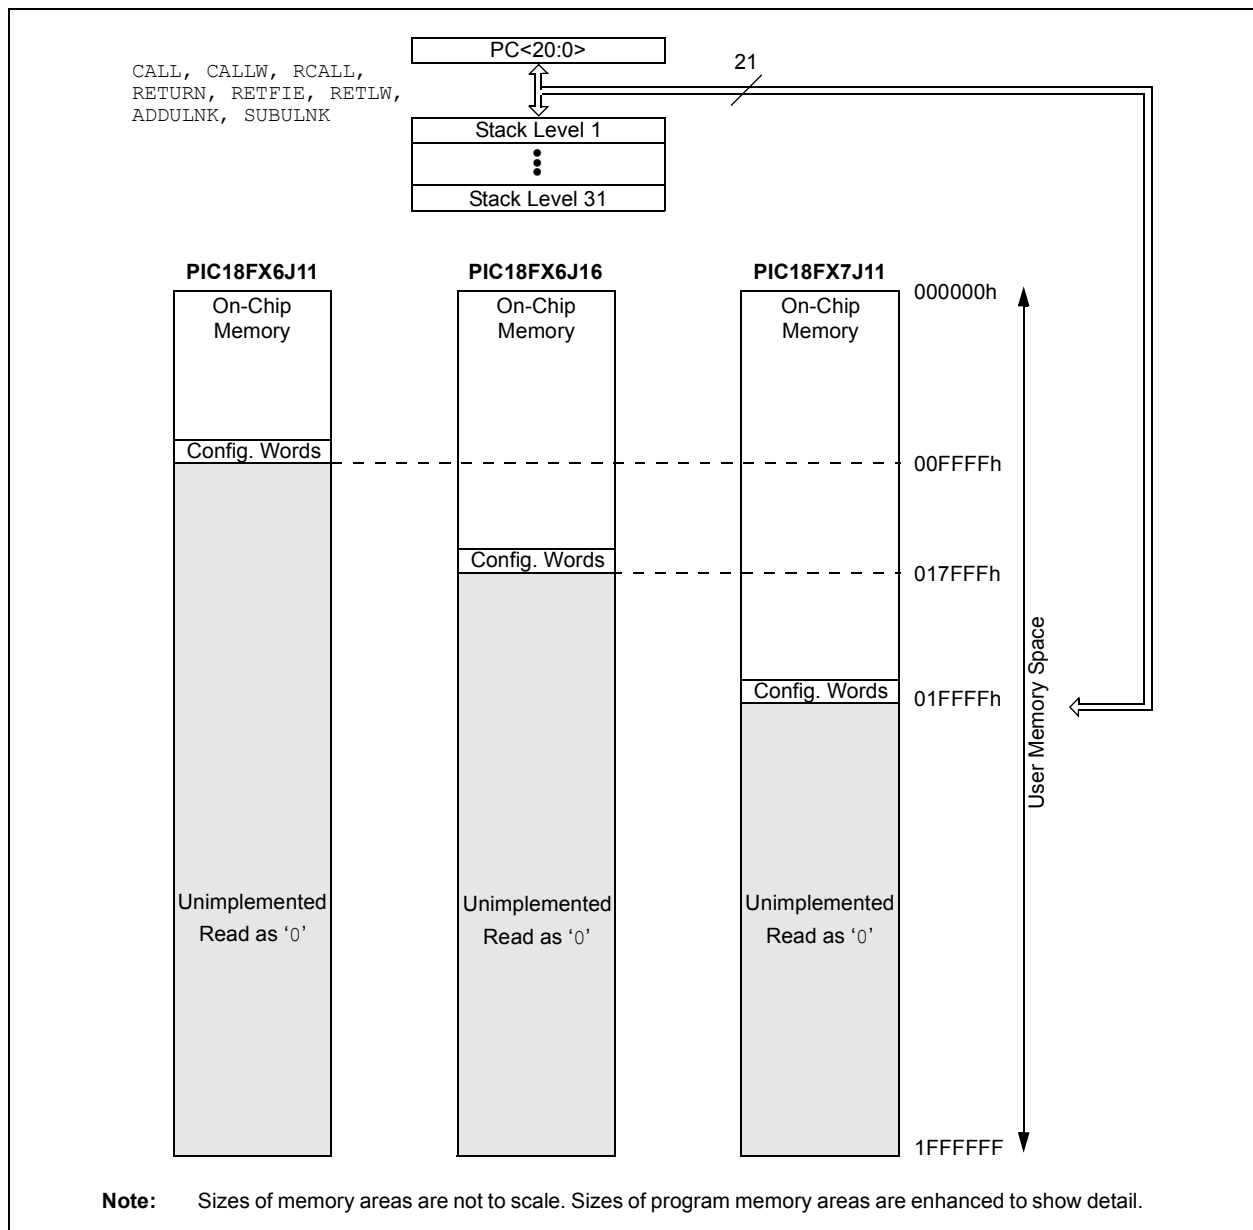 PC<20:0>
21
CALL, CALLW, RCALL,
RETURN, RETFIE, RETLW,
ADDULNK, SUBULNK
Stack Level 1
Stack Level 31
PIC18FX6J11
PIC18FX6J16
PIC18FX7J11
On-Chip
Memory
On-Chip
Memory
On-Chip
Memory
000000h
Config. Words
00FFFFh
Config. Words
017FFFh
Config. Words
01FFFFh
User Memory Space
Unimplemented
Read as ‘0’
Unimplemented
Read as ‘0’
Unimplemented
Read as ‘0’
1FFFFFF
Note: Sizes of memory areas are not to scale. Sizes of program memory areas are enhanced to show detail.